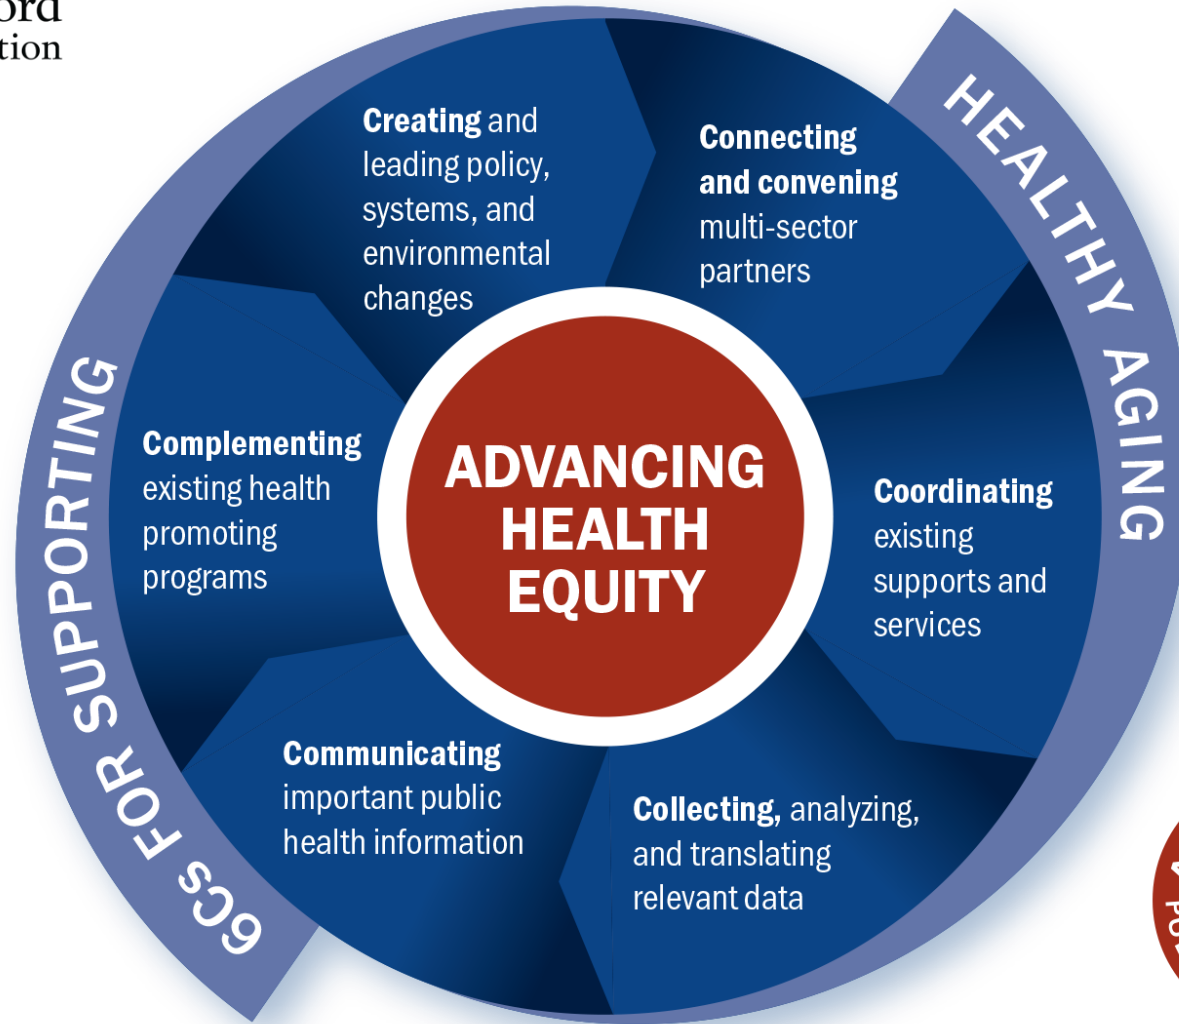 tion
6Cs FOR SUPPORTING
HEALTHY AGING
Creating and
leading policy,
systems, and
environmental
changes
Connecting
and convening
multi-sector
partners
Coordinating
existing
supports and
services
Collecting, analyzing,
and translating
relevant data
Communicating
important public
health information
Complementing
existing health
promoting
programs
ADVANCING
HEALTH
EQUITY